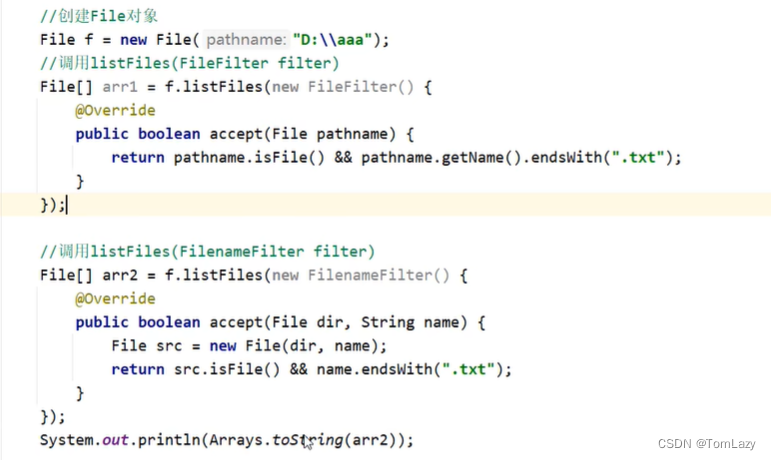 //创建File对象
File f = new File( pathname: "D:\\aaa");
//调用listFiles(FileFilter filter)
File[] arr1 = f.listFiles(new FileFilter() {
    @Override
    public boolean accept(File pathname) {
        return pathname.isFile() && pathname.getName().endsWith(".txt");
    }
});
//调用listFiles(FilenameFilter filter)
File[] arr2 = f.listFiles(new FilenameFilter() {
    @Override
    public boolean accept(File dir, String name) {
        File src = new File(dir, name);
        return src.isFile() && name.endsWith(".txt");
    }
});
System.out.println(Arrays.toString(arr2));
CSDN @TomLazy